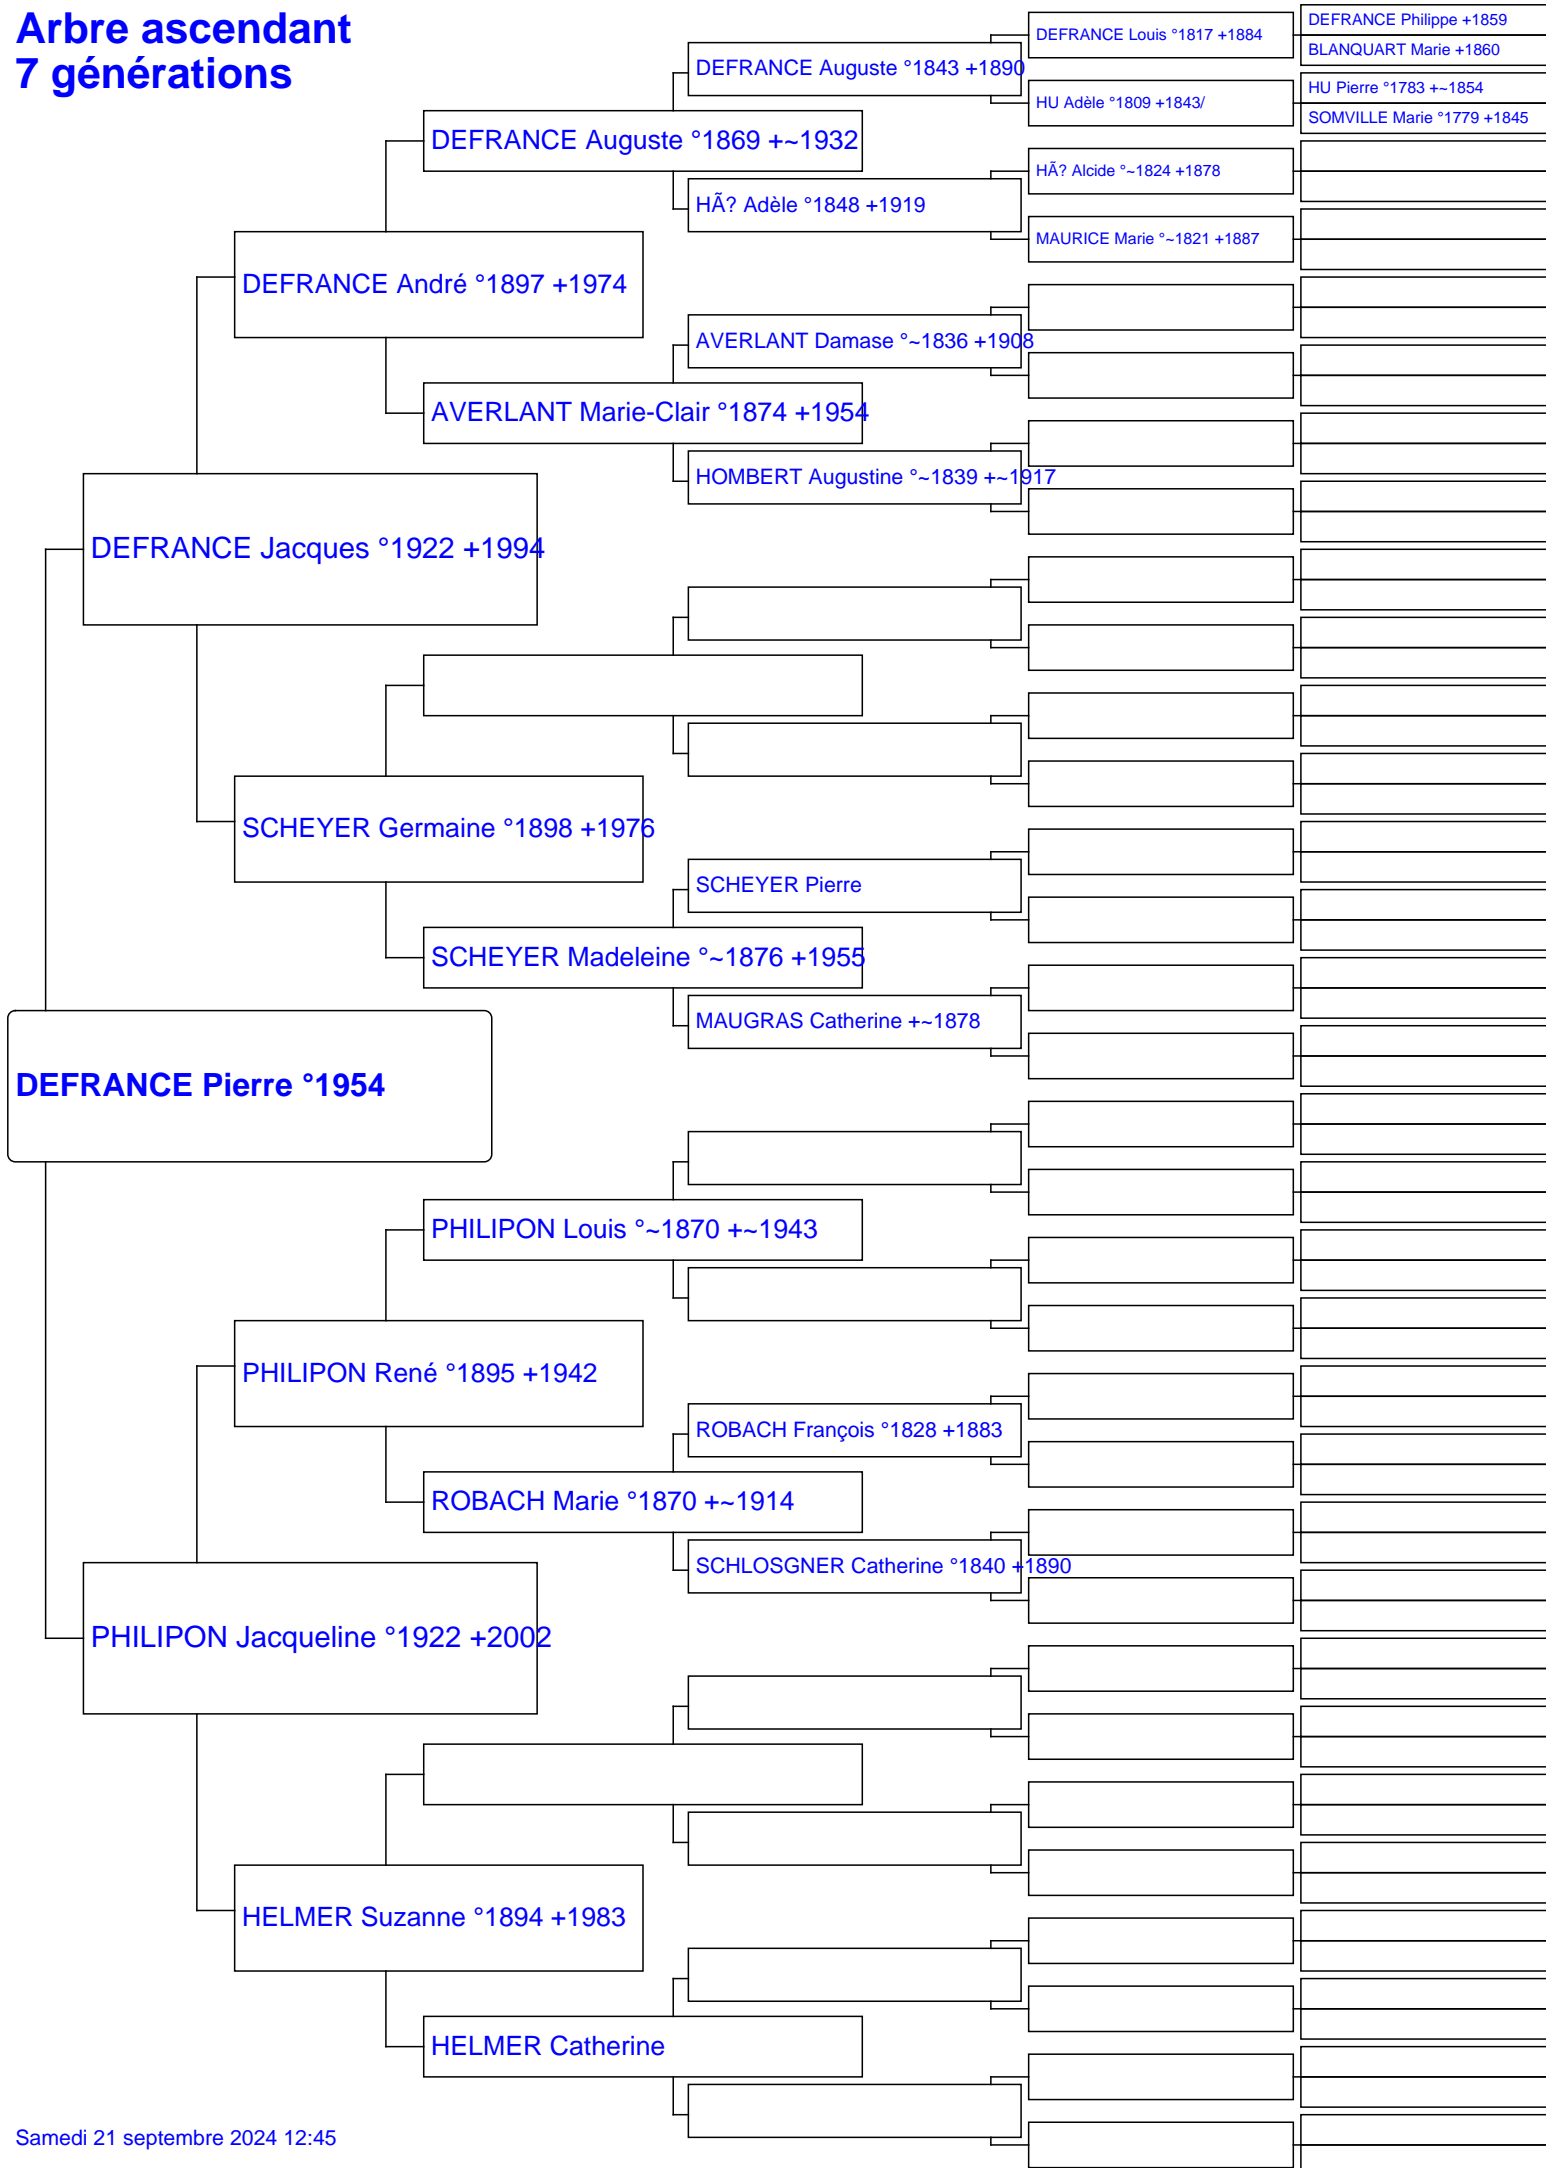 Arbre ascendant
7 générations
DEFRANCE Louis °1817 +1884
DEFRANCE Philippe +1859
BLANQUART Marie +1860
DEFRANCE Auguste °1843 +1890
HU Adèle °1809 +1843/
HU Pierre °1783 +~1854
SOMVILLE Marie °1779 +1845
DEFRANCE Auguste °1869 +~1932
HÃ? Alcide °~1824 +1878
HÃ? Adèle °1848 +1919
MAURICE Marie °~1821 +1887
DEFRANCE André °1897 +1974
AVERLANT Damase °~1836 +1908
AVERLANT Marie-Clair °1874 +1954
HOMBERT Augustine °~1839 +~1917
DEFRANCE Jacques °1922 +1994
SCHEYER Germaine °1898 +1976
SCHEYER Pierre
SCHEYER Madeleine °~1876 +1955
MAUGRAS Catherine +~1878
DEFRANCE Pierre °1954
PHILIPON Louis °~1870 +~1943
PHILIPON René °1895 +1942
ROBACH François °1828 +1883
ROBACH Marie °1870 +~1914
SCHLOSGNER Catherine °1840 +1890
PHILIPON Jacqueline °1922 +2002
HELMER Suzanne °1894 +1983
HELMER Catherine
Samedi 21 septembre 2024 12:45